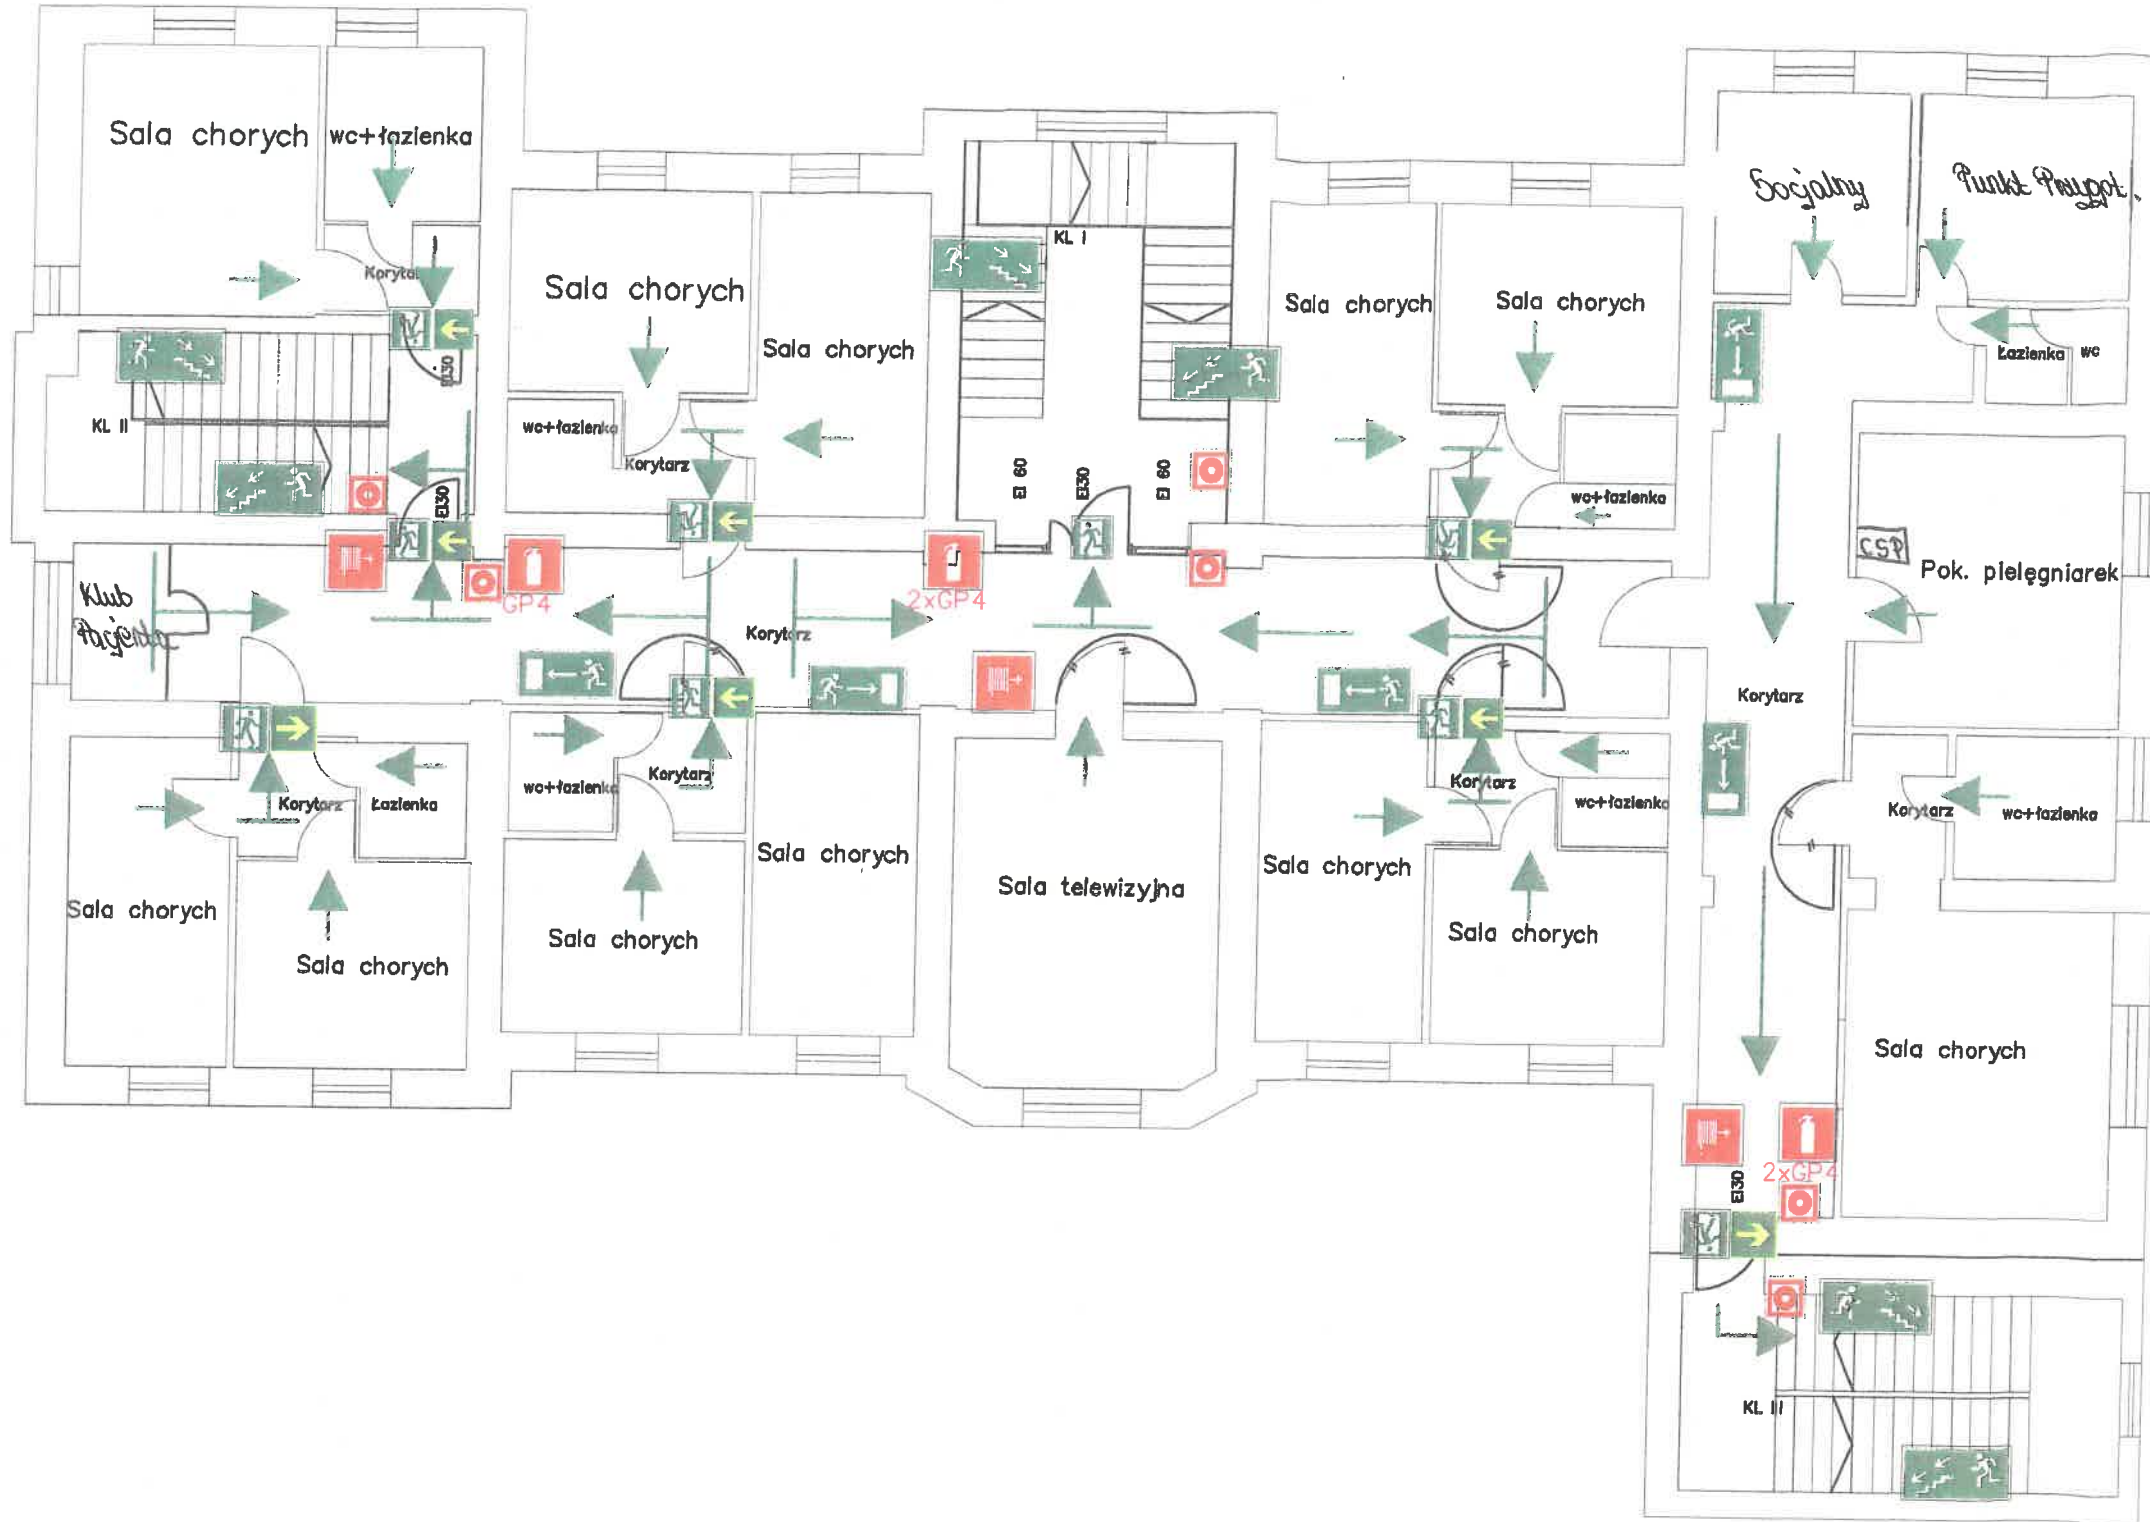 Sala chorych
wc+łazienka
Korytarz
EI30
KL II
EI30
Sala chorych
Sala chorych
wc+łazienka
Korytarz
KL I
EI 60
EI30
EI 60
Sala chorych
Sala chorych
wc+łazienka
Socjalny
Punkt Przygot.
Łazienka
wc
CSP
Pok. pielęgniarek
Klub
Pacjenta
GP4
Korytarz
2xGP4
Korytarz
Korytarz
Łazienka
Sala chorych
Sala chorych
wc+łazienka
Korytarz
Sala chorych
Sala chorych
Sala telewizyjna
Korytarz
wc+łazienka
Sala chorych
Sala chorych
Korytarz
wc+łazienka
Sala chorych
2xGP4
EI30
KL III